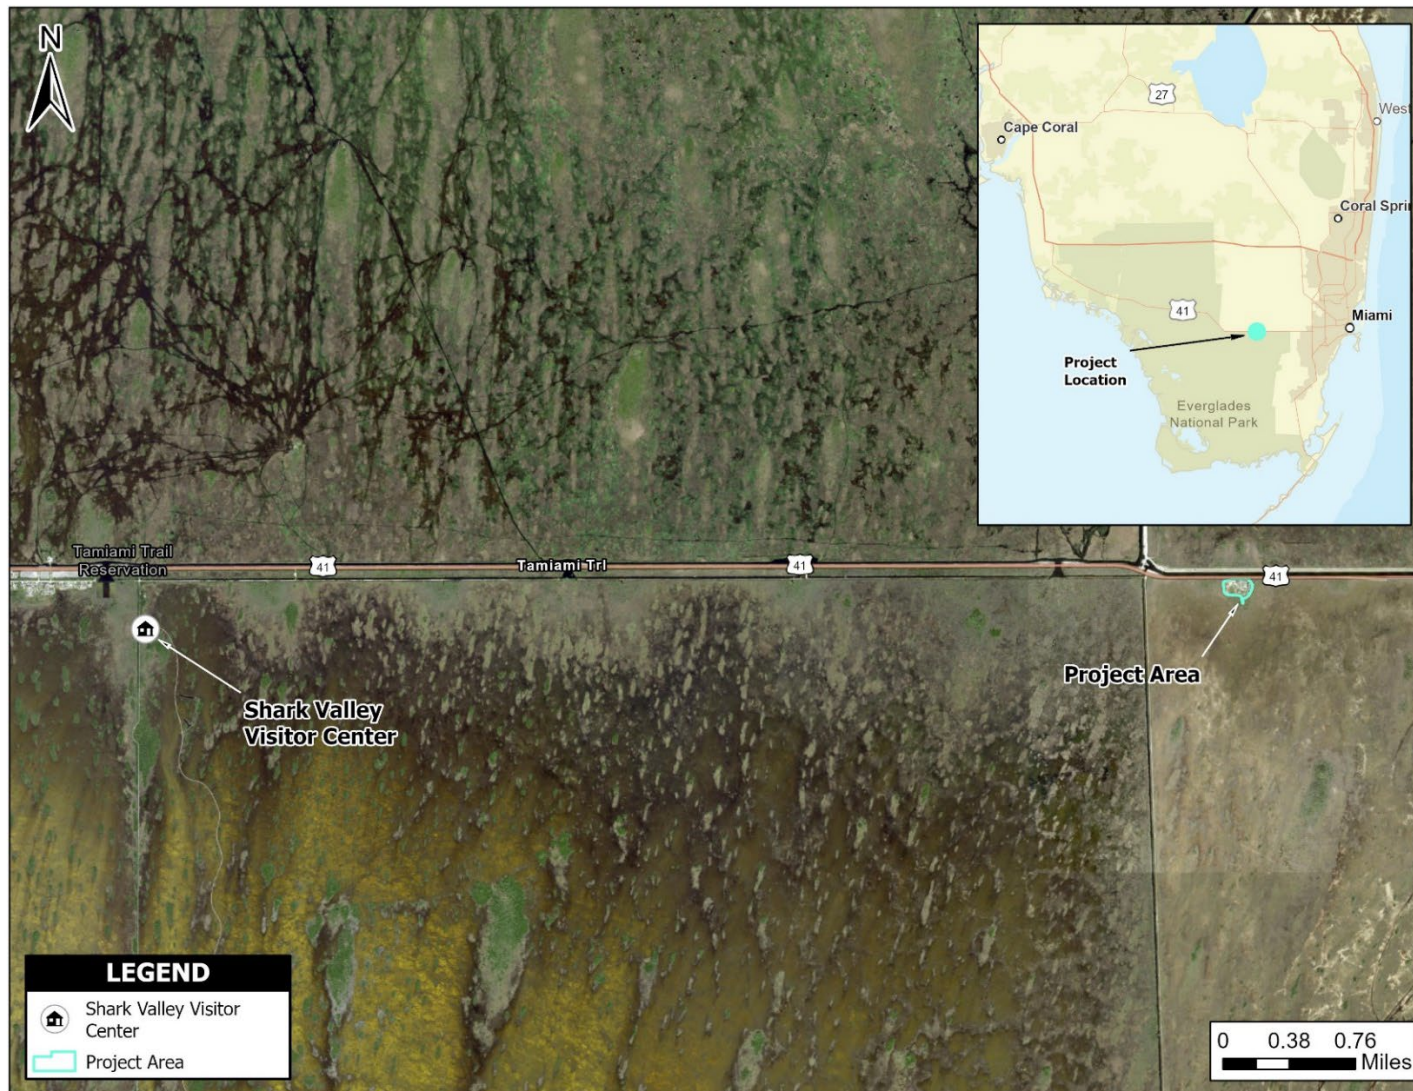 N
27
West
Cape Coral
Coral Sprin
41
Miami
Project
Location
Everglades
National Park
Tamiami Trail
Reservation
41
Tamiami Trl
41
41
Project Area
Shark Valley
Visitor Center
LEGEND
Shark Valley Visitor
Center
Project Area
0 0.38 0.76
Miles